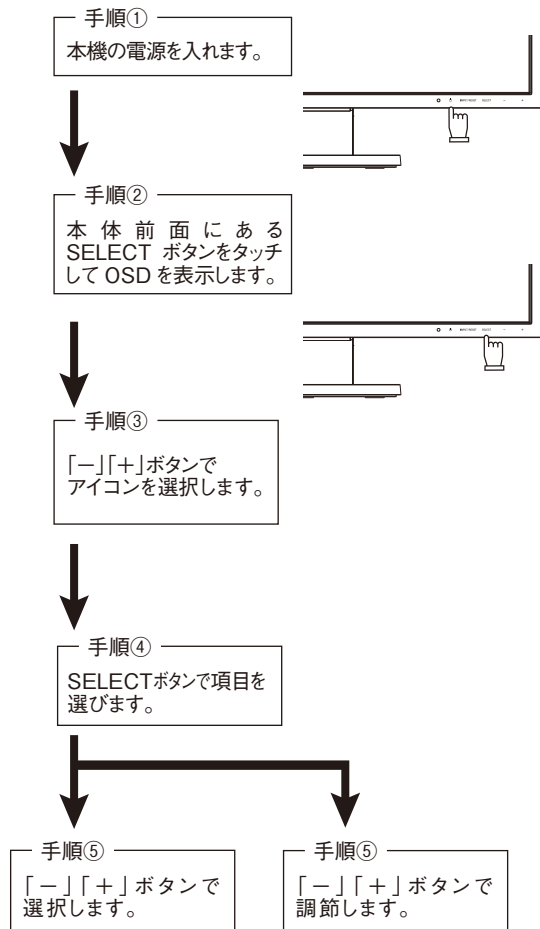 手順①
本機の電源を入れます。
手順②
本体前面にある
SELECT ボタンをタッチ
して OSD を表示します。
手順③
「－」「＋」ボタンで
アイコンを選択します。
手順④
SELECTボタンで項目を
選びます。
手順⑤
「－」「＋」ボタンで
選択します。
手順⑤
「－」「＋」ボタンで
調節します。